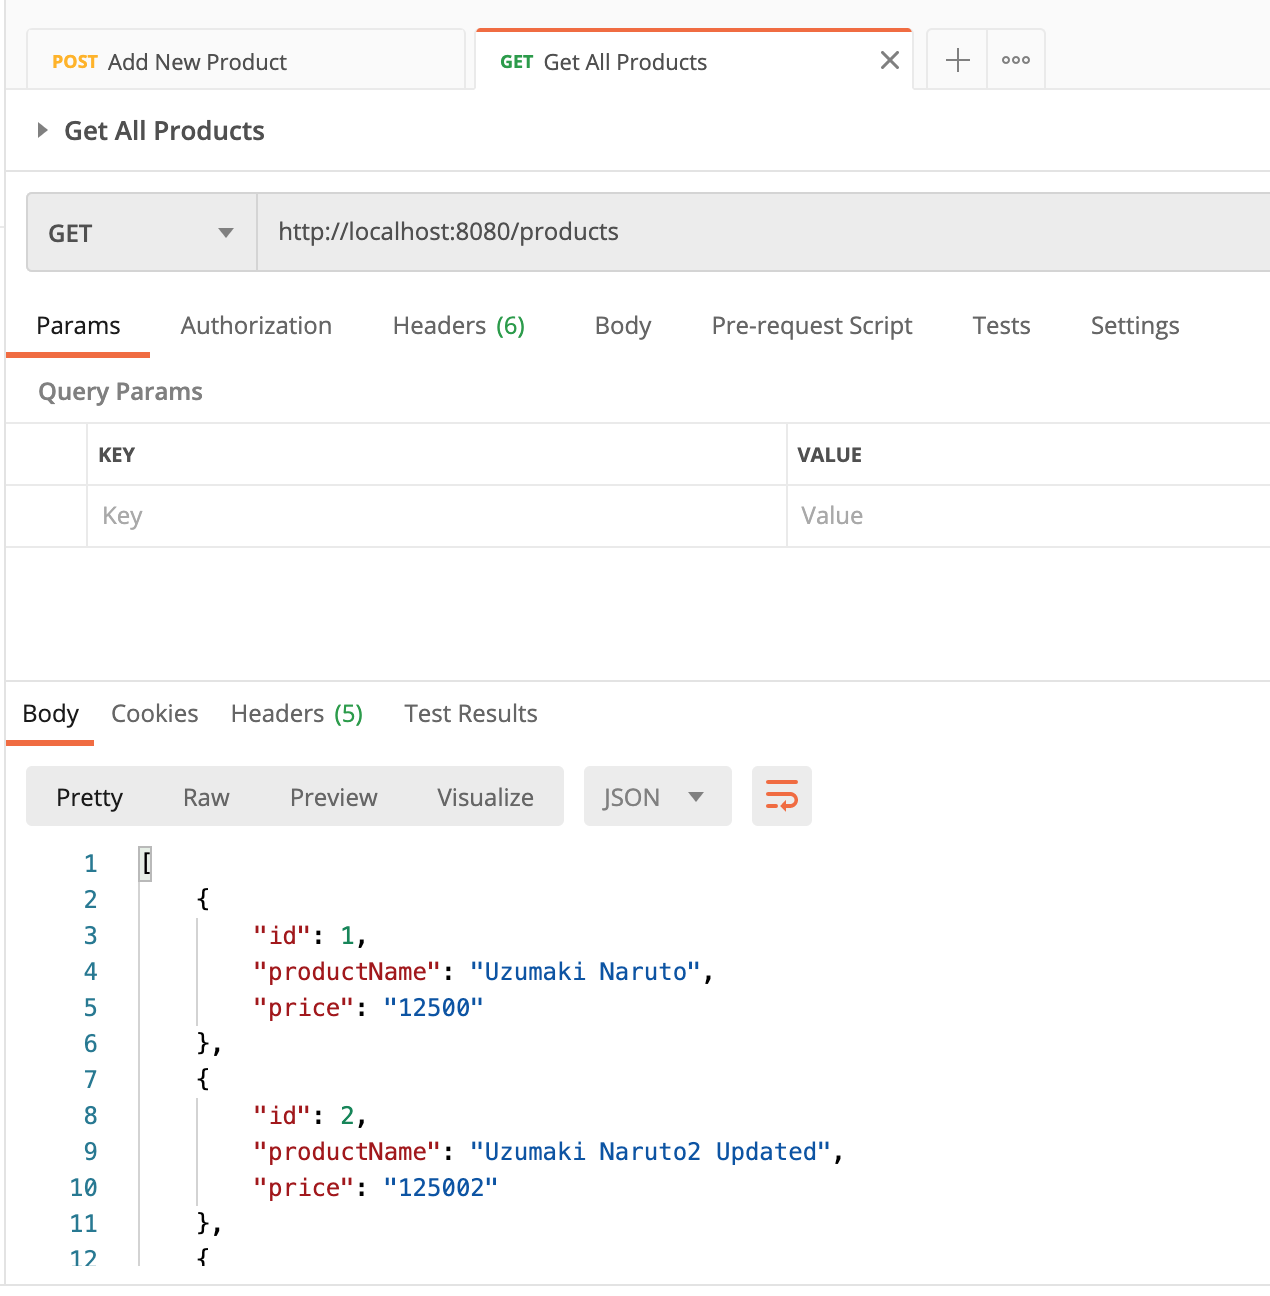 POST Add New Product GET Get All Products
Get All Products
GET http://localhost:8080/products
Params Authorization Headers (6) Body Pre-request Script Tests Settings
Query Params
KEY VALUE
Key Value
Body Cookies Headers (5) Test Results
Pretty Raw Preview Visualize JSON
1 [
2 {
3 "id": 1,
4 "productName": "Uzumaki Naruto",
5 "price": "12500"
6 },
7 {
8 "id": 2,
9 "productName": "Uzumaki Naruto2 Updated",
10 "price": "125002"
11 },
12 {